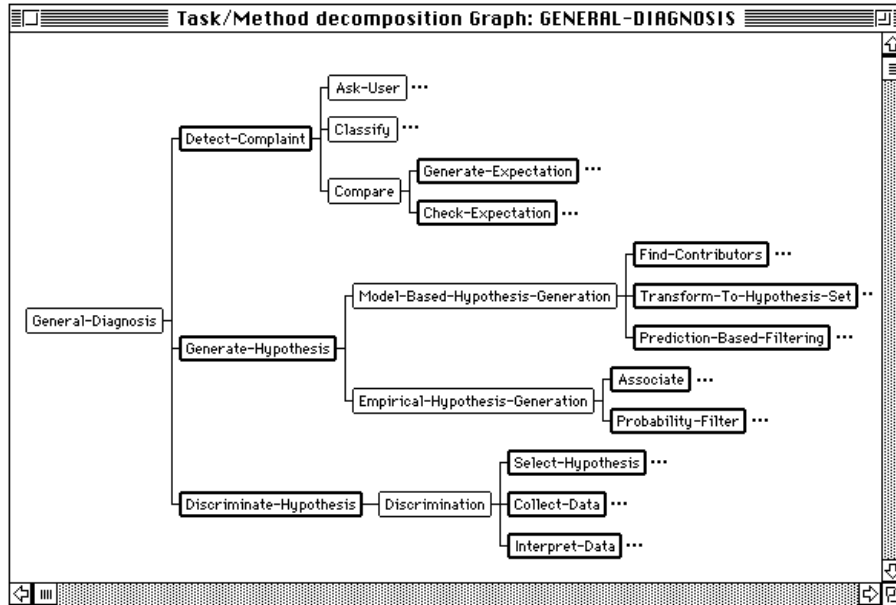 Task/Method decomposition Graph: GENERAL-DIAGNOSIS
Ask-User ...
Classify ...
Detect-Complaint
Generate-Expectation ...
Compare
Check-Expectation ...
Find-Contributors ...
Model-Based-Hypothesis-Generation
Transform-To-Hypothesis-Set ..
General-Diagnosis
Prediction-Based-Filtering ...
Generate-Hypothesis
Associate ...
Empirical-Hypothesis-Generation
Probability-Filter ...
Select-Hypothesis ...
Discriminate-Hypothesis
Discrimination
Collect-Data ...
Interpret-Data ...